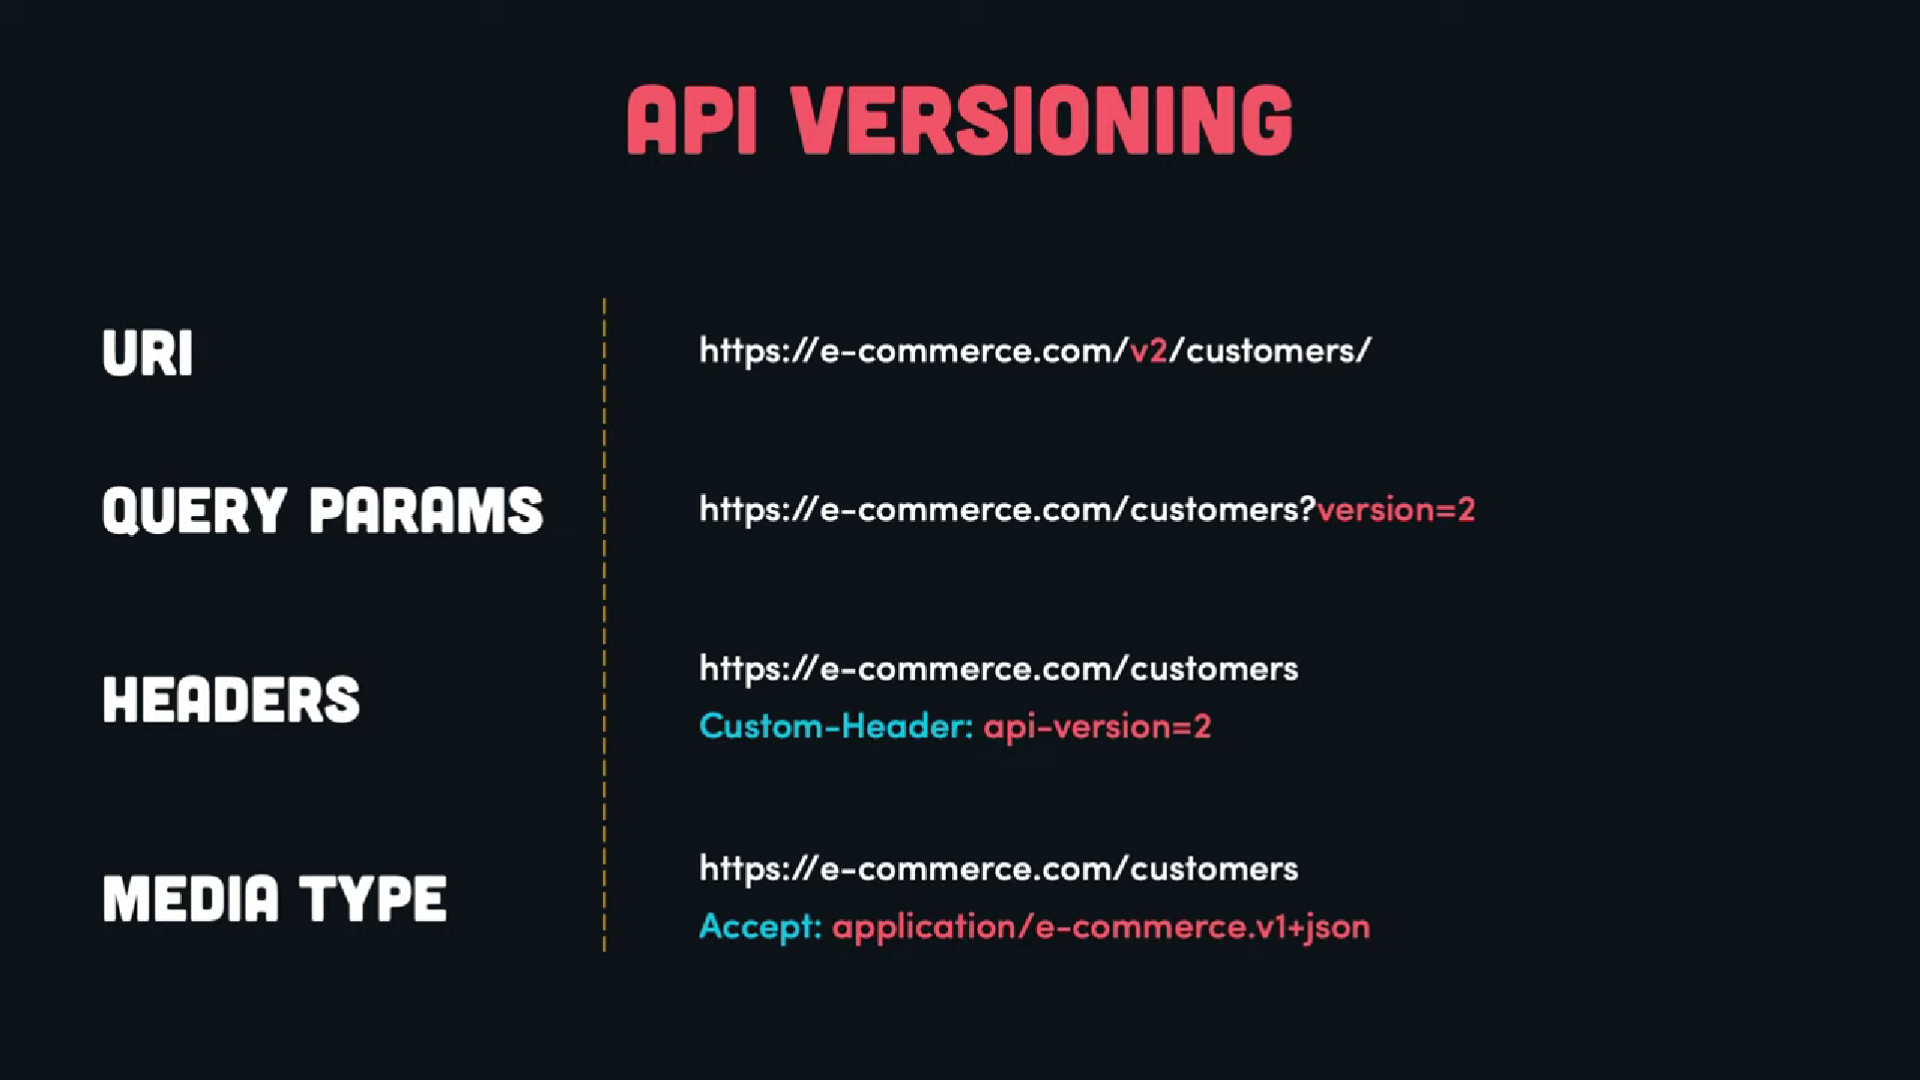 API VERSIONING
URI
https://e-commerce.com/v2/customers/
QUERY PARAMS
https://e-commerce.com/customers?version=2
HEADERS
https://e-commerce.com/customers
Custom-Header: api-version=2
MEDIA TYPE
https://e-commerce.com/customers
Accept: application/e-commerce.v1+json